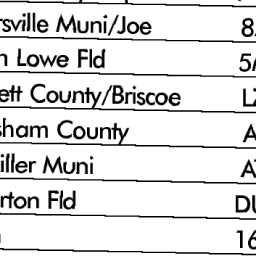 rsville Muni/Joe 8
n Lowe Fld 5/
ett County/Briscoe LZ
sham County A
iller Muni A
rton Fld DU
16